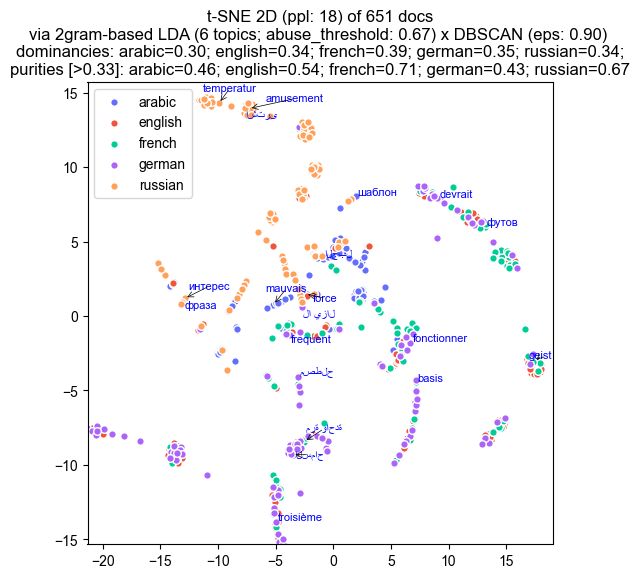 t-SNE 2D (ppl: 18) of 651 docs
via 2gram-based LDA (6 topics; abuse_threshold: 0.67) x DBSCAN (eps: 0.90)
dominancies: arabic=0.30; english=0.34; french=0.39; german=0.35; russian=0.34;
purities [>0.33]: arabic=0.46; english=0.54; french=0.71; german=0.43; russian=0.67
arabic
english
french
german
russian
temperatur
amusement
шаблон
devrait
футов
интерес
фраза
mauvais
force
لا يزال
frequent
fonctionner
geist
مصطلح
basis
troisième
15
10
5
0
−5
−10
−15
−20
−15
−10
−5
0
5
10
15